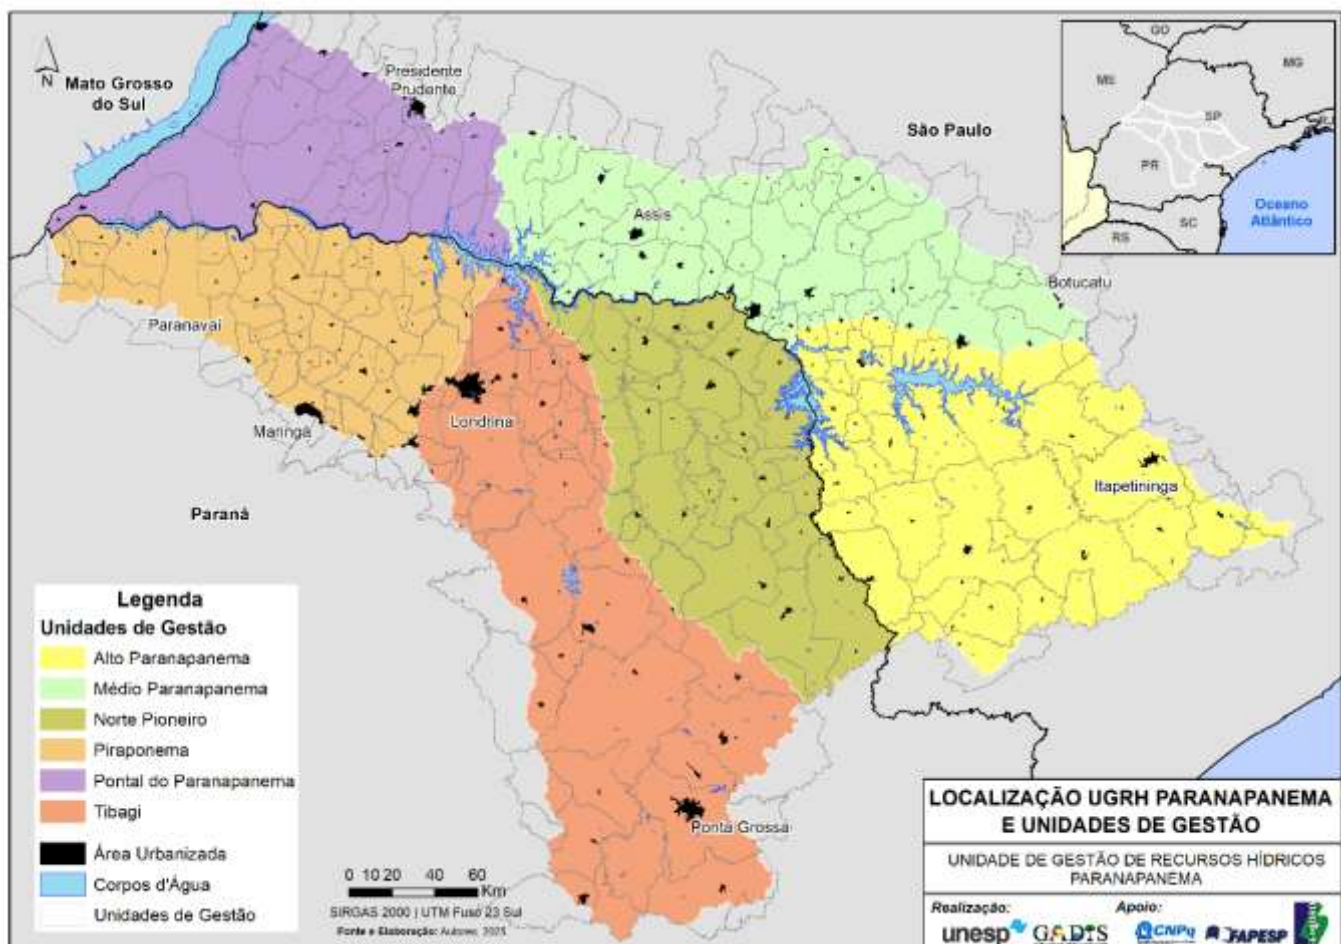 N
Mato Grosso
do Sul
Presidente
Prudente
São Paulo
Assis
Botucatu
Paranavaí
Maringá
Londrina
Itapetininga
Paraná
Ponta Grossa
GO
MG
MS
SP
PR
SC
RS
Oceano
Atlântico
Legenda
Unidades de Gestão
Alto Paranapanema
Médio Paranapanema
Norte Pioneiro
Piraponema
Pontal do Paranapanema
Tibagi
Área Urbanizada
Corpos d'Água
Unidades de Gestão
0 10 20 40 60
Km
SIRGAS 2000 | UTM Fuso 23 Sul
Fonte e Elaboração: Autores, 2025
LOCALIZAÇÃO UGRH PARANAPANEMA
E UNIDADES DE GESTÃO
UNIDADE DE GESTÃO DE RECURSOS HÍDRICOS
PARANAPANEMA
Realização:
Apoio:
unesp GADIS CNPq FAPESP